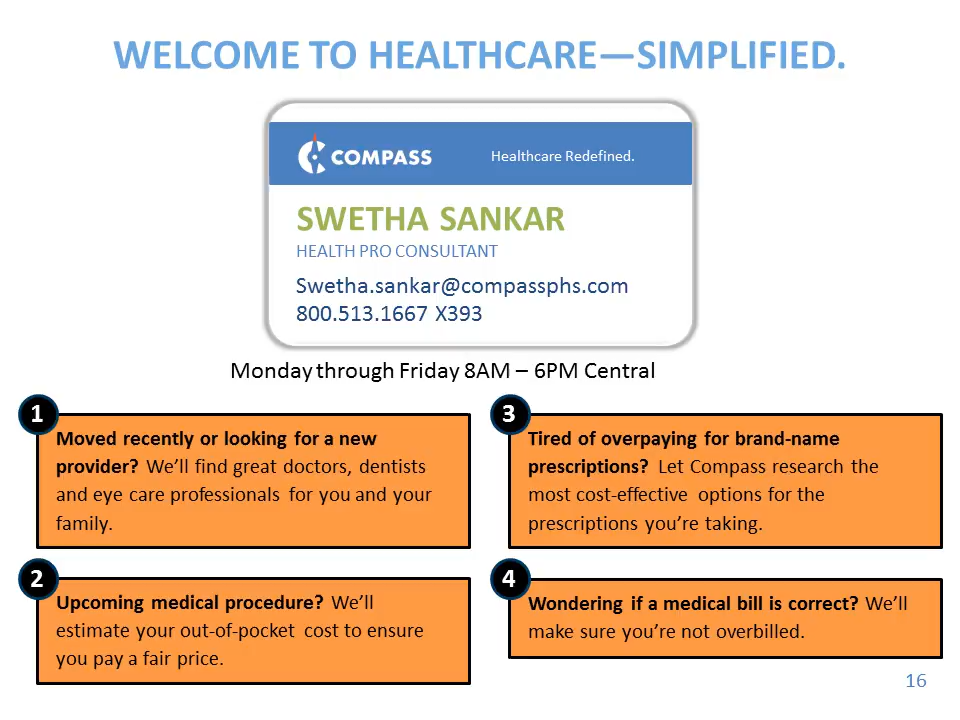 WELCOME TO HEALTHCARE—SIMPLIFIED.
COMPASS
Healthcare Redefined.
SWETHA SANKAR
HEALTH PRO CONSULTANT
Swetha.sankar@compassphs.com
800.513.1667 X393
Monday through Friday 8AM – 6PM Central
1
Moved recently or looking for a new
provider? We’ll find great doctors, dentists
and eye care professionals for you and your
family.
2
Upcoming medical procedure? We’ll
estimate your out-of-pocket cost to ensure
you pay a fair price.
3
Tired of overpaying for brand-name
prescriptions? Let Compass research the
most cost-effective options for the
prescriptions you’re taking.
4
Wondering if a medical bill is correct? We’ll
make sure you’re not overbilled.
16